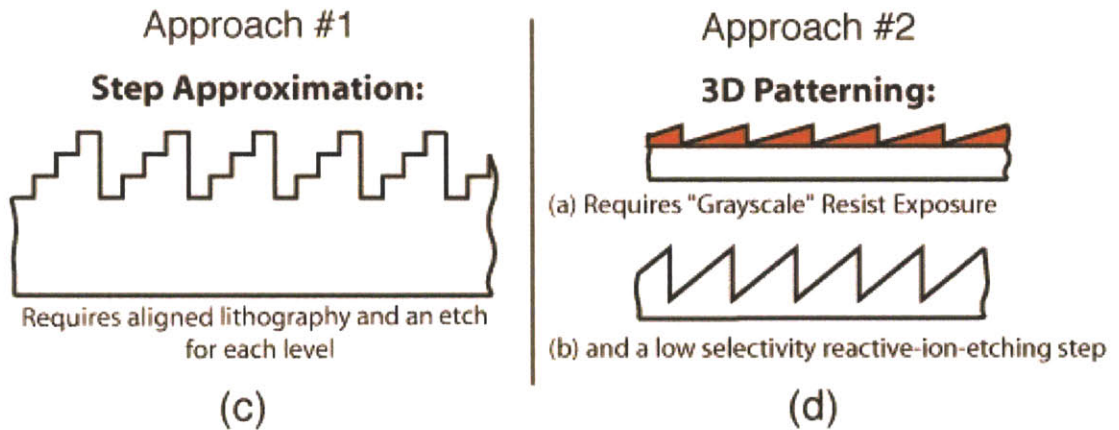 Approach #1
Step Approximation:
Requires aligned lithography and an etch
for each level
(c)
Approach #2
3D Patterning:
(a) Requires "Grayscale" Resist Exposure
(b) and a low selectivity reactive-ion-etching step
(d)